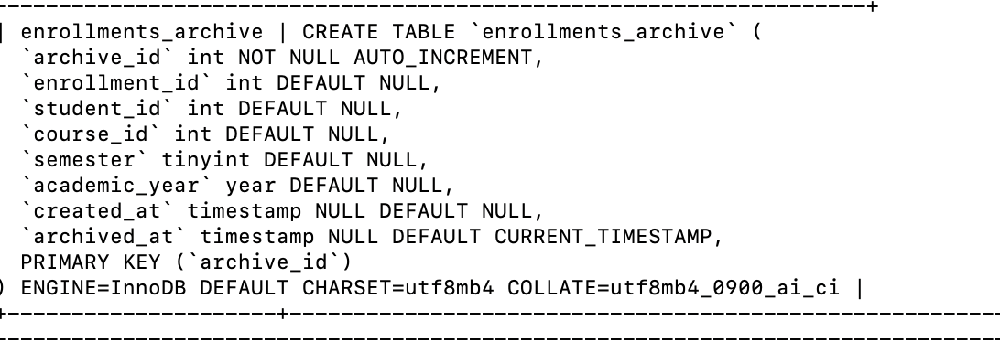 +
| enrollments_archive | CREATE TABLE `enrollments_archive` (
`archive_id` int NOT NULL AUTO_INCREMENT,
`enrollment_id` int DEFAULT NULL,
`student_id` int DEFAULT NULL,
`course_id` int DEFAULT NULL,
`semester` tinyint DEFAULT NULL,
`academic_year` year DEFAULT NULL,
`created_at` timestamp NULL DEFAULT NULL,
`archived_at` timestamp NULL DEFAULT CURRENT_TIMESTAMP,
PRIMARY KEY (`archive_id`)
) ENGINE=InnoDB DEFAULT CHARSET=utf8mb4 COLLATE=utf8mb4_0900_ai_ci |